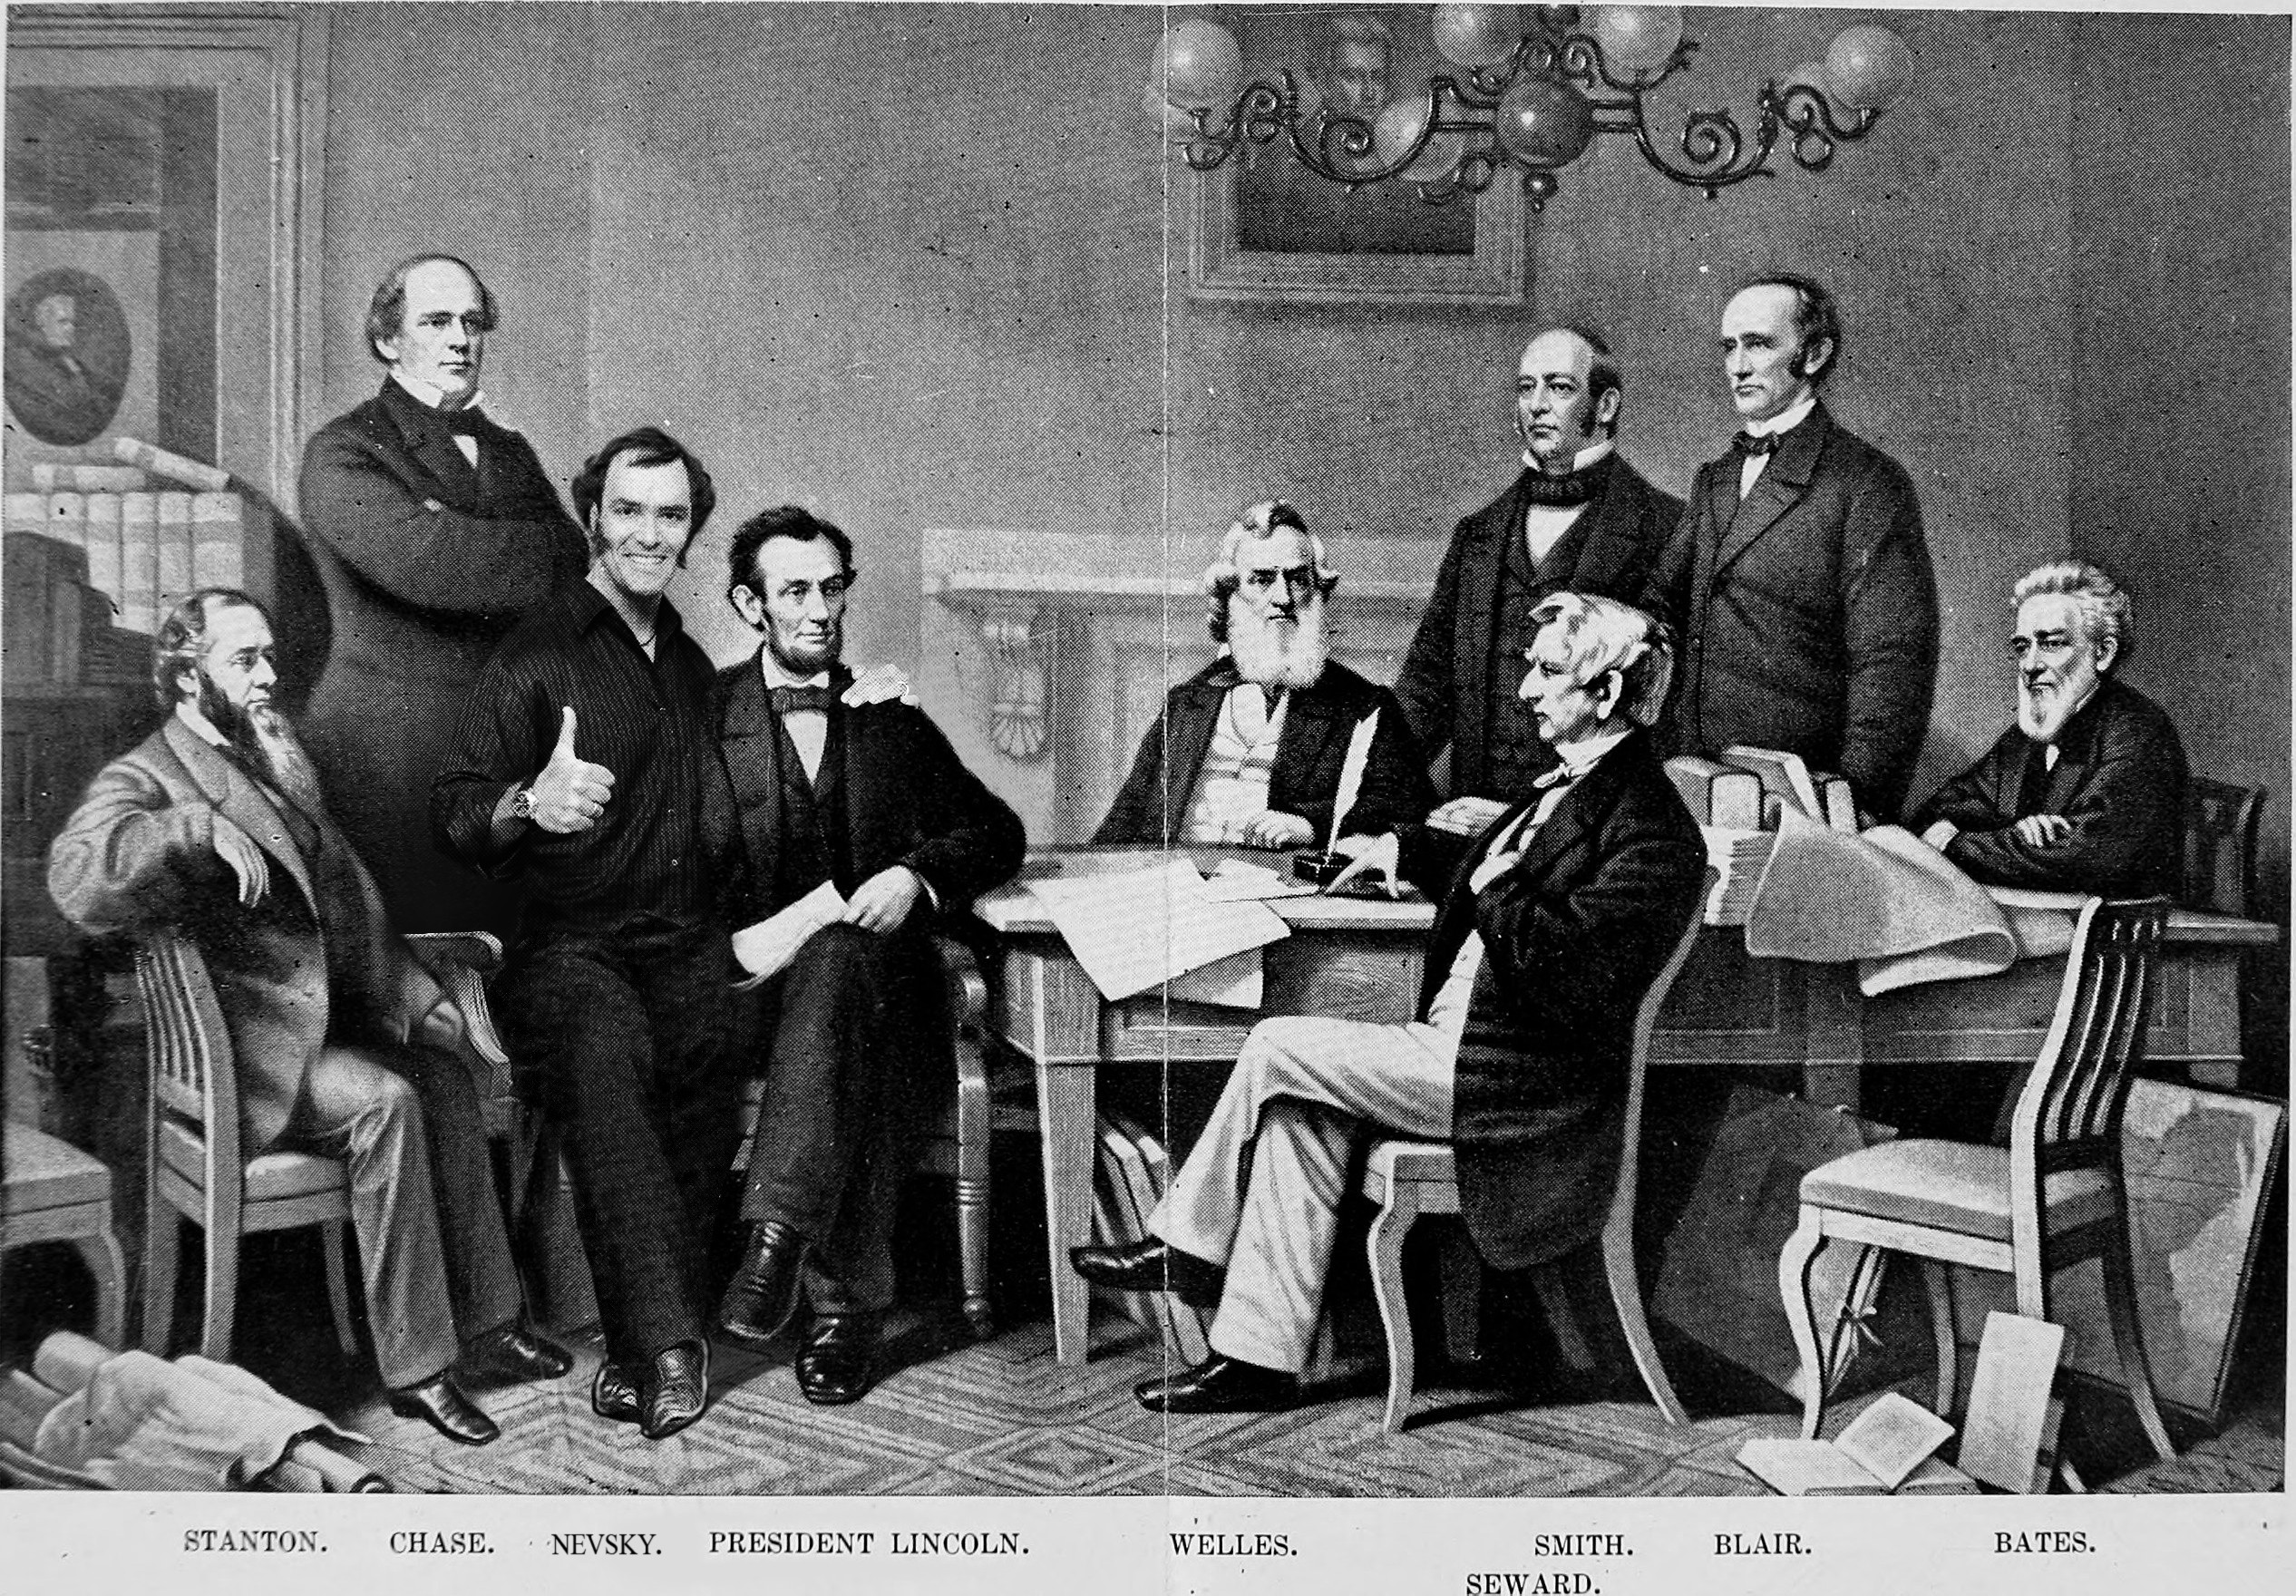 STANTON. CHASE. NEVSKY. PRESIDENT LINCOLN. WELLES. SMITH. BLAIR. BATES.
SEWARD.